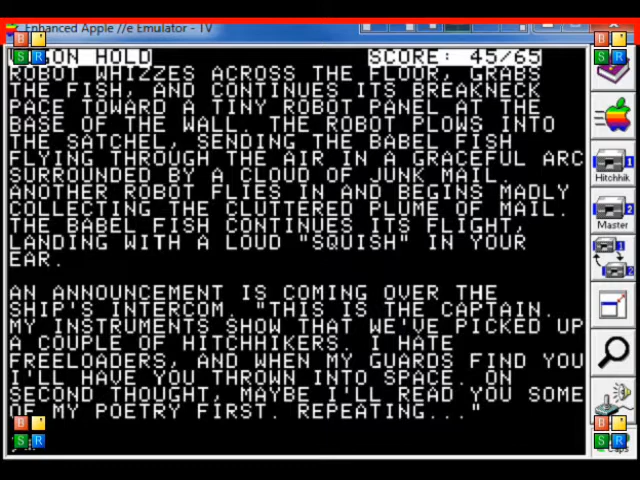 Enhanced Apple //e Emulator - TV
SCORE: 45/65
ROBOT WHIZZES ACROSS THE FLOOR, GRABS
THE FISH, AND CONTINUES ITS BREAKNECK
PACE TOWARD A TINY ROBOT PANEL AT THE
BASE OF THE WALL. THE ROBOT PLOWS INTO
THE SATCHEL, SENDING THE BABEL FISH
FLYING THROUGH THE AIR IN A GRACEFUL ARC
SURROUNDED BY A CLOUD OF JUNK MAIL.
ANOTHER ROBOT FLIES IN AND BEGINS MADLY
COLLECTING THE CLUTTERED PLUME OF MAIL.
THE BABEL FISH CONTINUES ITS FLIGHT,
LANDING WITH A LOUD "SQUISH" IN YOUR
EAR.
AN ANNOUNCEMENT IS COMING OVER THE
SHIP'S INTERCOM. "THIS IS THE CAPTAIN.
MY INSTRUMENTS SHOW THAT WE'VE PICKED UP
A COUPLE OF HITCHHIKERS. I HATE
FREELOADERS, AND WHEN MY GUARDS FIND YOU
I'LL HAVE YOU THROWN INTO SPACE. ON
SECOND THOUGHT, MAYBE I'LL READ YOU SOME
OF MY POETRY FIRST. REPEATING..."
HOLD
Hitchhik
Master
Caps
B
S R
B
S R
B
S R
B
S R